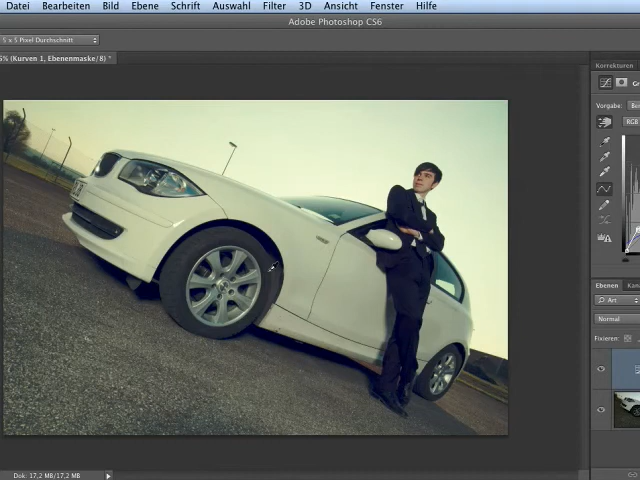 Datei Bearbeiten Bild Ebene Schrift Auswahl Filter 3D Ansicht Fenster Hilfe
Adobe Photoshop CS6
5 x 5 Pixel Durchschnitt
% (Kurven 1, Ebenenmaske/8) *
Korrekturen
Vorgabe:
RGB
Ebenen
Art
Normal
Fixieren:
Dok: 17,2 MB/17,2 MB